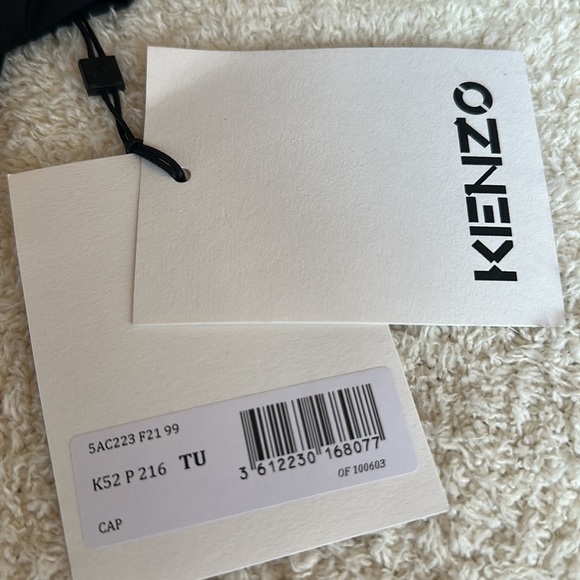 KENZO
5AC223 F21 99
K52 P 216 TU
3 612230 168077
OF 100603
CAP